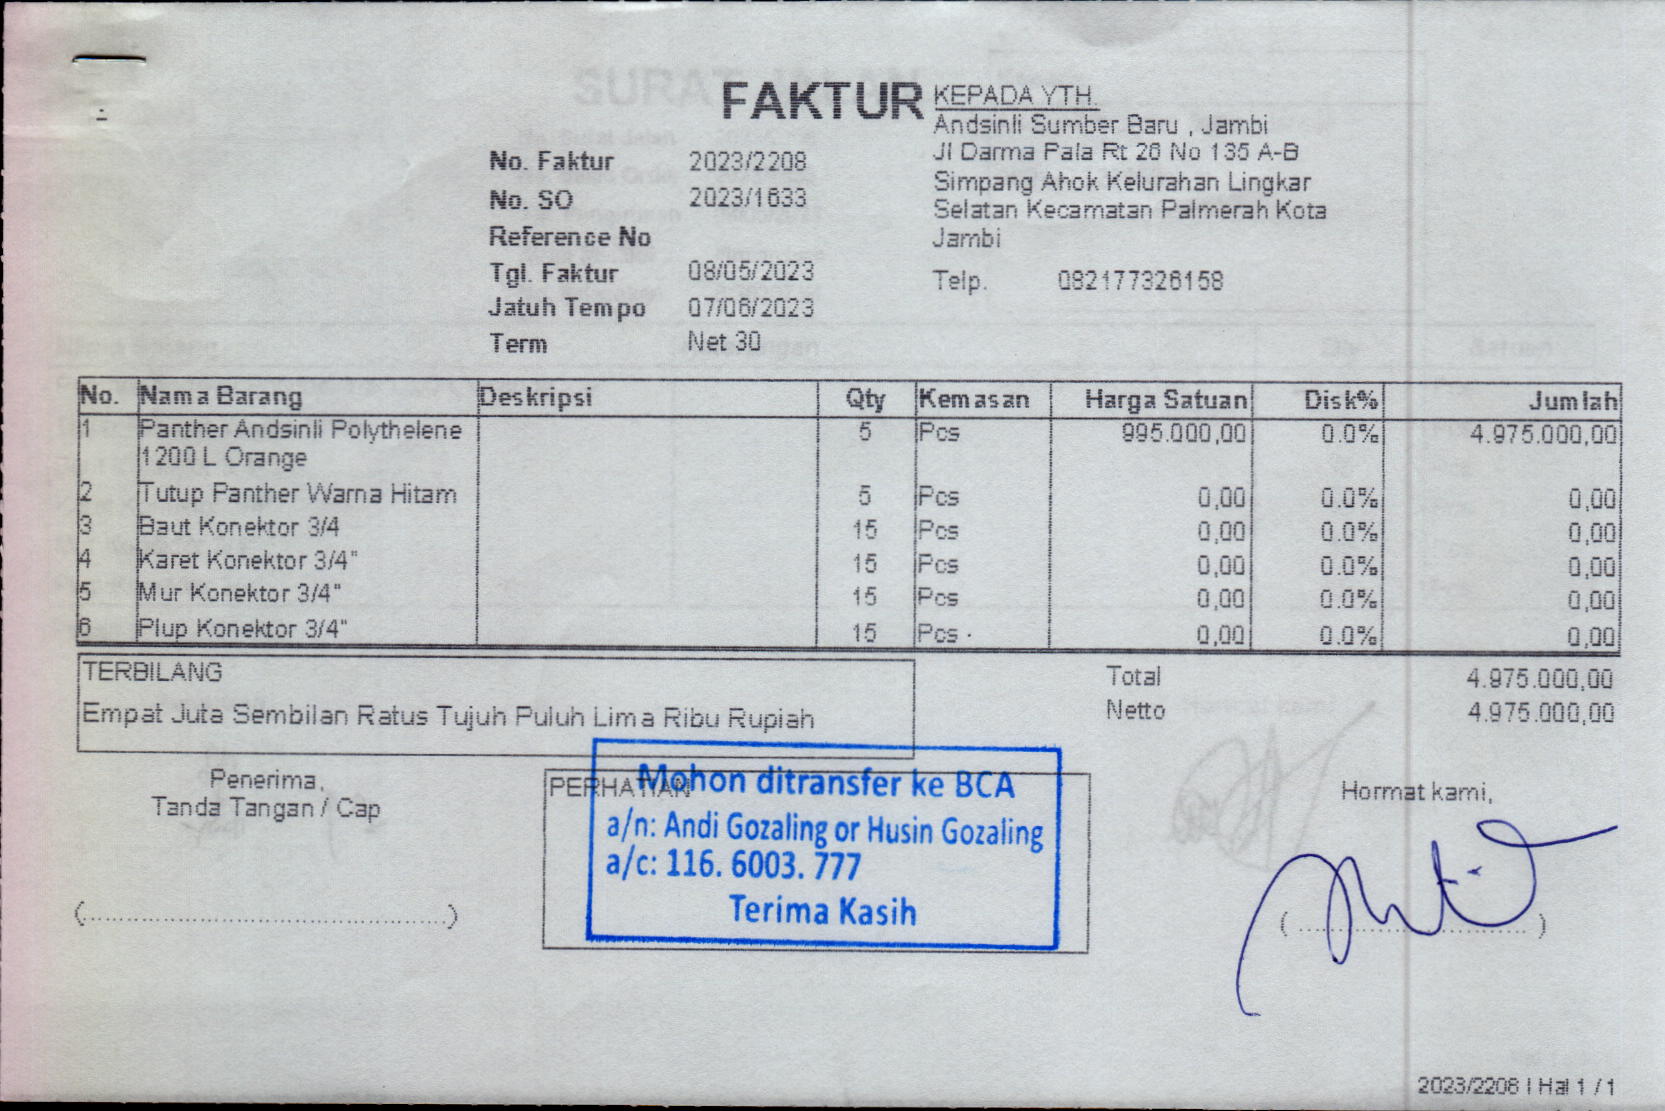 FAKTUR
No. Faktur 2023/2208
No. SO 2023/1633
Reference No
Tgl. Faktur 08/05/2023
Jatuh Tempo 07/06/2023
Term Net 30
KEPADA YTH.
Andsinli Sumber Baru , Jambi
Jl Darma Pala Rt 26 No 135 A-B
Simpang Ahok Kelurahan Lingkar
Selatan Kecamatan Palmerah Kota
Jambi
Telp. 082177326158
No. Nama Barang Deskripsi Qty Kemasan Harga Satuan Disk% Jumlah
1 Panther Andsinli Polythelene 5 Pcs 995.000,00 0.0% 4.975.000,00
1200 L Orange
2 Tutup Panther Warna Hitam 5 Pcs 0,00 0.0% 0,00
3 Baut Konektor 3/4 15 Pcs 0,00 0.0% 0,00
4 Karet Konektor 3/4" 15 Pcs 0,00 0.0% 0,00
5 Mur Konektor 3/4" 15 Pcs 0,00 0.0% 0,00
6 Plup Konektor 3/4" 15 Pcs 0,00 0.0% 0,00
TERBILANG
Empat Juta Sembilan Ratus Tujuh Puluh Lima Ribu Rupiah
Total 4.975.000,00
Netto 4.975.000,00
Penerima,
Tanda Tangan / Cap
(........................................)
PERHATIAN
Mohon ditransfer ke BCA
a/n: Andi Gozaling or Husin Gozaling
a/c: 116. 6003. 777
Terima Kasih
Hormat kami,
(............................)
2023/2208 | Hal 1 / 1